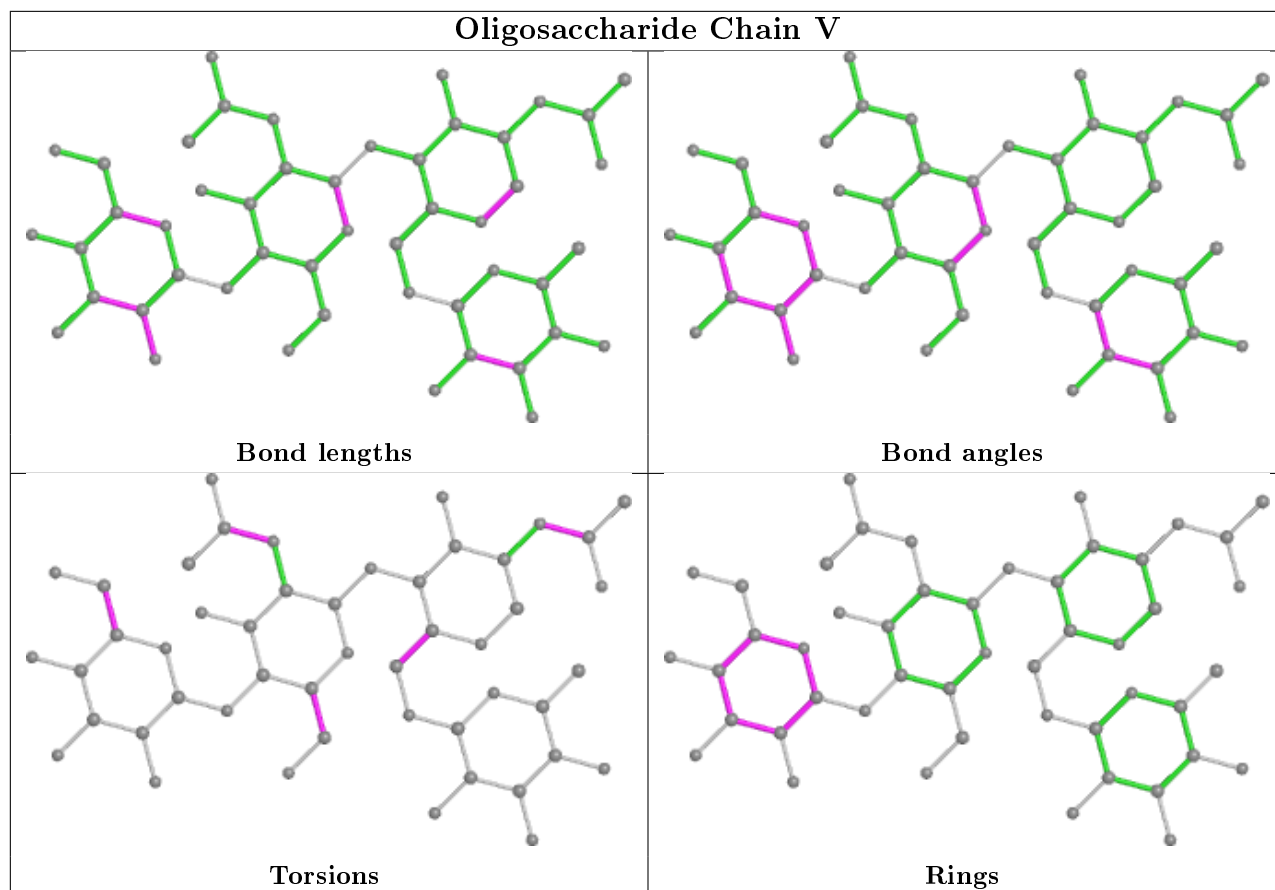 Oligosaccharide Chain V
Bond lengths
Bond angles
Torsions
Rings